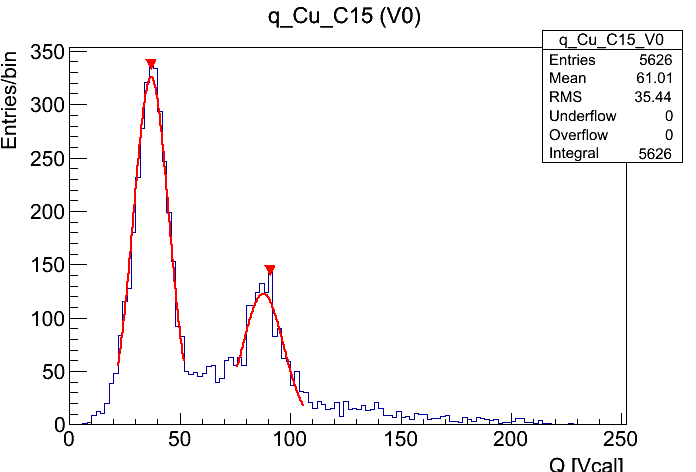 q_Cu_C15 (V0)
q_Cu_C15_V0
Entries 5626
Mean 61.01
RMS 35.44
Underflow 0
Overflow 0
Integral 5626
Entries/bin
350
300
250
200
150
100
50
0
0 50 100 150 200 250
Q [Vcal]